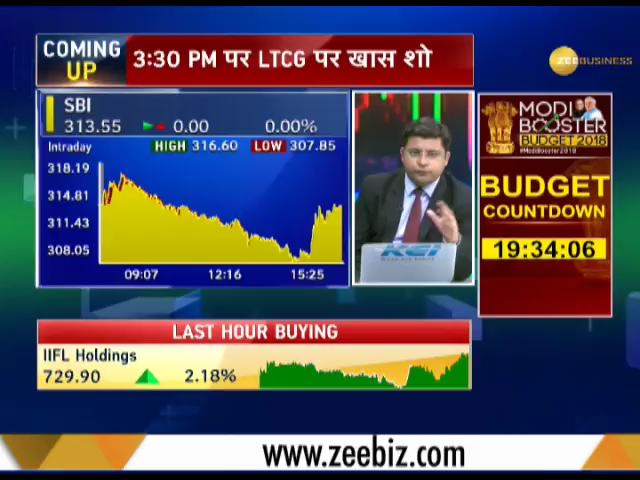 COMING
UP
3:30 PM पर LTCG पर खास शो
ZEEBUSINESS
SBI
313.55
0.00
0.00%
Intraday
HIGH 316.60
LOW 307.85
318.19
314.81
311.43
308.05
09:07
12:16
15:25
KEI
MODI
BOOSTER
BUDGET 2018
#ModiBooster2018
BUDGET
COUNTDOWN
19:34:06
LAST HOUR BUYING
IIFL Holdings
729.90
2.18%
www.zeebiz.com